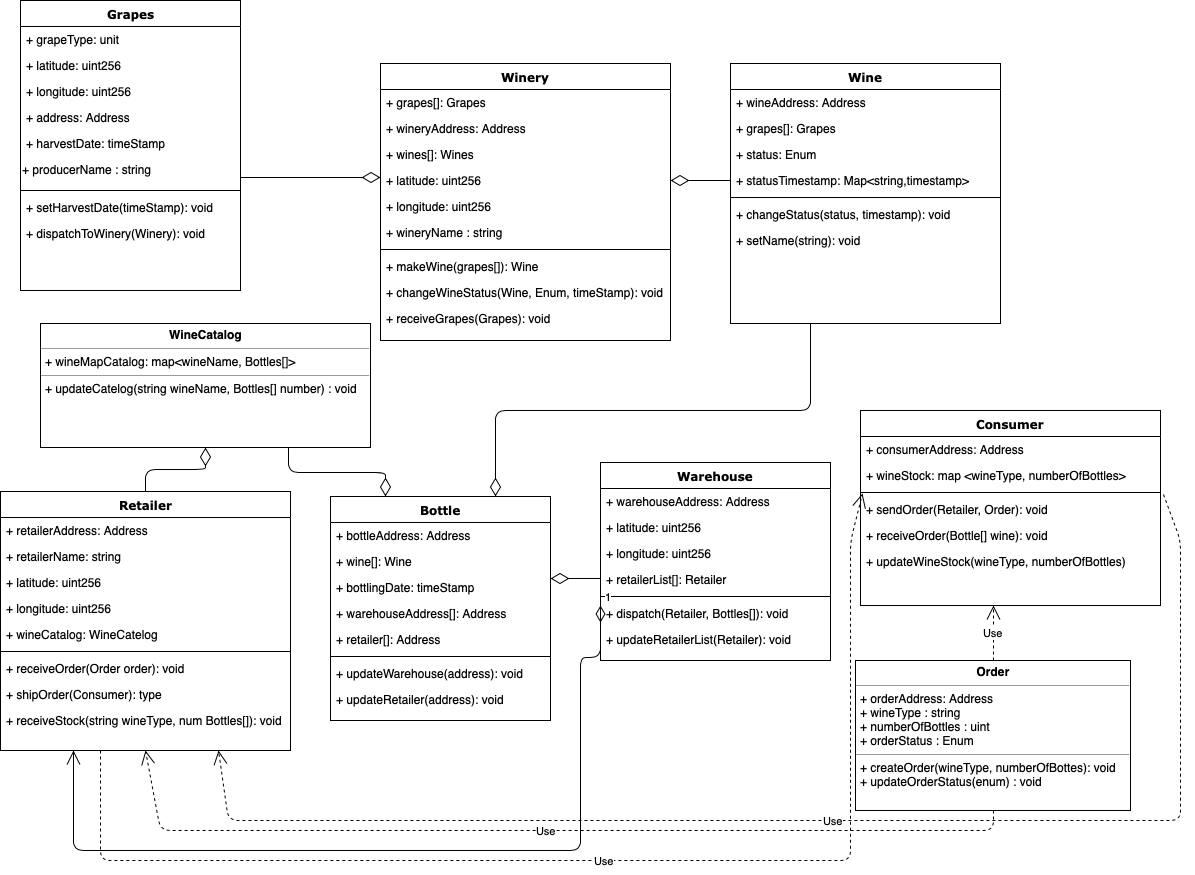 Grapes
+ grapeType: unit
+ latitude: uint256
+ longitude: uint256
+ address: Address
+ harvestDate: timeStamp
+ producerName : string
+ setHarvestDate(timeStamp): void
+ dispatchToWinery(Winery): void
Winery
+ grapes[]: Grapes
+ wineryAddress: Address
+ wines[]: Wines
+ latitude: uint256
+ longitude: uint256
+ wineryName : string
+ makeWine(grapes[]): Wine
+ changeWineStatus(Wine, Enum, timeStamp): void
+ receiveGrapes(Grapes): void
Wine
+ wineAddress: Address
+ grapes[]: Grapes
+ status: Enum
+ statusTimestamp: Map<string,timestamp>
+ changeStatus(status, timestamp): void
+ setName(string): void
WineCatalog
+ wineMapCatalog: map<wineName, Bottles[]>
+ updateCatelog(string wineName, Bottles[] number) : void
Retailer
+ retailerAddress: Address
+ retailerName: string
+ latitude: uint256
+ longitude: uint256
+ wineCatalog: WineCatelog
+ receiveOrder(Order order): void
+ shipOrder(Consumer): type
+ receiveStock(string wineType, num Bottles[]): void
Bottle
+ bottleAddress: Address
+ wine[]: Wine
+ bottlingDate: timeStamp
+ warehouseAddress[]: Address
+ retailer[]: Address
+ updateWarehouse(address): void
+ updateRetailer(address): void
Warehouse
+ warehouseAddress: Address
+ latitude: uint256
+ longitude: uint256
+ retailerList[]: Retailer
1
+ dispatch(Retailer, Bottles[]): void
+ updateRetailerList(Retailer): void
Consumer
+ consumerAddress: Address
+ wineStock: map <wineType, numberOfBottles>
+ sendOrder(Retailer, Order): void
+ receiveOrder(Bottle[] wine): void
+ updateWineStock(wineType, numberOfBottles)
Use
Order
+ orderAddress: Address
+ wineType : string
+ numberOfBottles : uint
+ orderStatus : Enum
+ createOrder(wineType, numberOfBottes): void
+ updateOrderStatus(enum) : void
Use
Use
Use